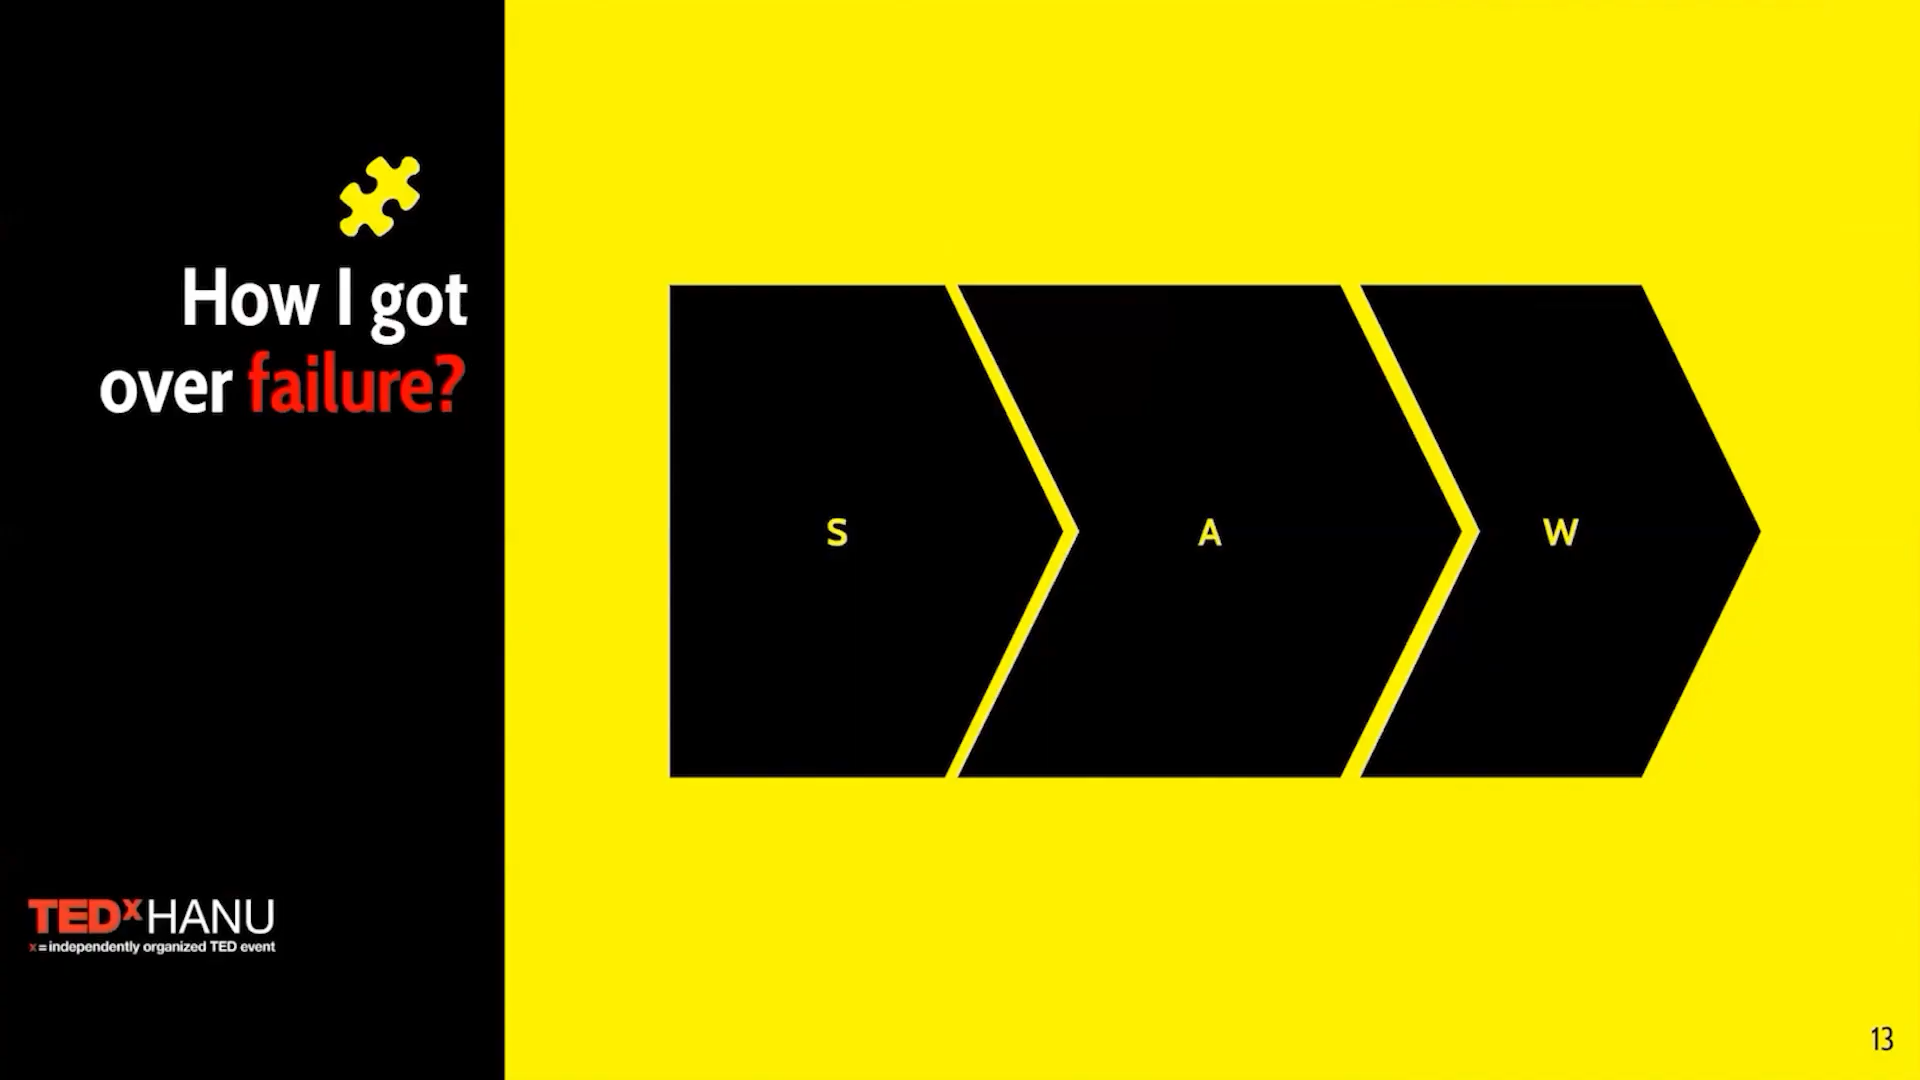 How I got
over failure?
S
A
W
TEDxHANU
x = independently organized TED event
13